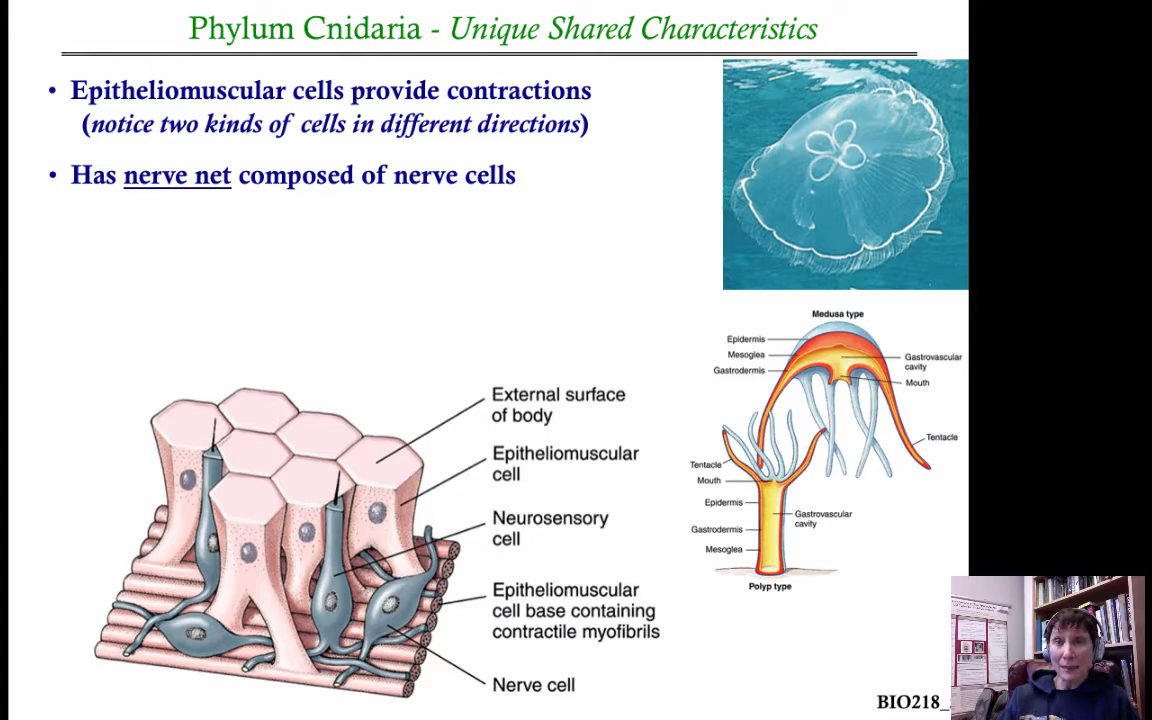 Phylum Cnidaria - Unique Shared Characteristics
• Epitheliomuscular cells provide contractions
(notice two kinds of cells in different directions)
• Has nerve net composed of nerve cells
External surface
of body
Epitheliomuscular
cell
Neurosensory
cell
Epitheliomuscular
cell base containing
contractile myofibrils
Nerve cell
Medusa type
Epidermis
Mesoglea
Gastrodermis
Gastrovascular
cavity
Mouth
Tentacle
Tentacle
Mouth
Epidermis
Gastrovascular
cavity
Gastrodermis
Mesoglea
Polyp type
BIO218_